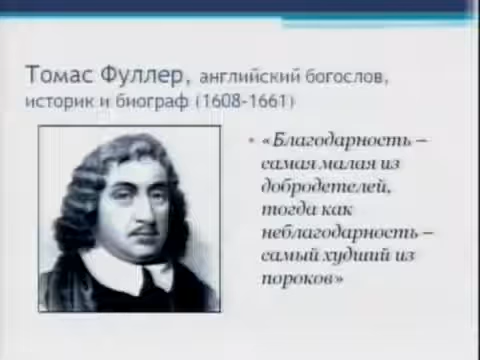 Томас Фуллер, английский богослов,
историк и биограф (1608-1661)
• «Благодарность –
самая малая из
добродетелей,
тогда как
неблагодарность –
самый худший из
пороков»